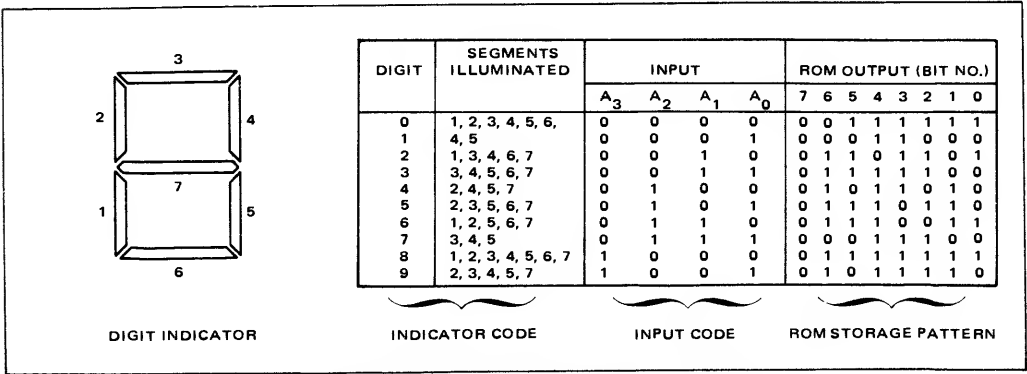 3
2
4
7
1
5
6
DIGIT INDICATOR
DIGIT SEGMENTS ILLUMINATED INPUT ROM OUTPUT (BIT NO.)
A3 A2 A1 A0 7 6 5 4 3 2 1 0
0 1, 2, 3, 4, 5, 6, 0 0 0 0 0 0 1 1 1 1 1 1
1 4, 5 0 0 0 1 0 0 0 1 1 0 0 0
2 1, 3, 4, 6, 7 0 0 1 0 0 1 1 0 1 1 0 1
3 3, 4, 5, 6, 7 0 0 1 1 0 1 1 1 1 1 0 0
4 2, 4, 5, 7 0 1 0 0 0 1 0 1 1 0 1 0
5 2, 3, 5, 6, 7 0 1 0 1 0 1 1 1 0 1 1 0
6 1, 2, 5, 6, 7 0 1 1 0 0 1 1 1 0 0 1 1
7 3, 4, 5 0 1 1 1 0 0 0 1 1 1 0 0
8 1, 2, 3, 4, 5, 6, 7 1 0 0 0 0 1 1 1 1 1 1 1
9 2, 3, 4, 5, 7 1 0 0 1 0 1 0 1 1 1 1 0
INDICATOR CODE INPUT CODE ROM STORAGE PATTERN